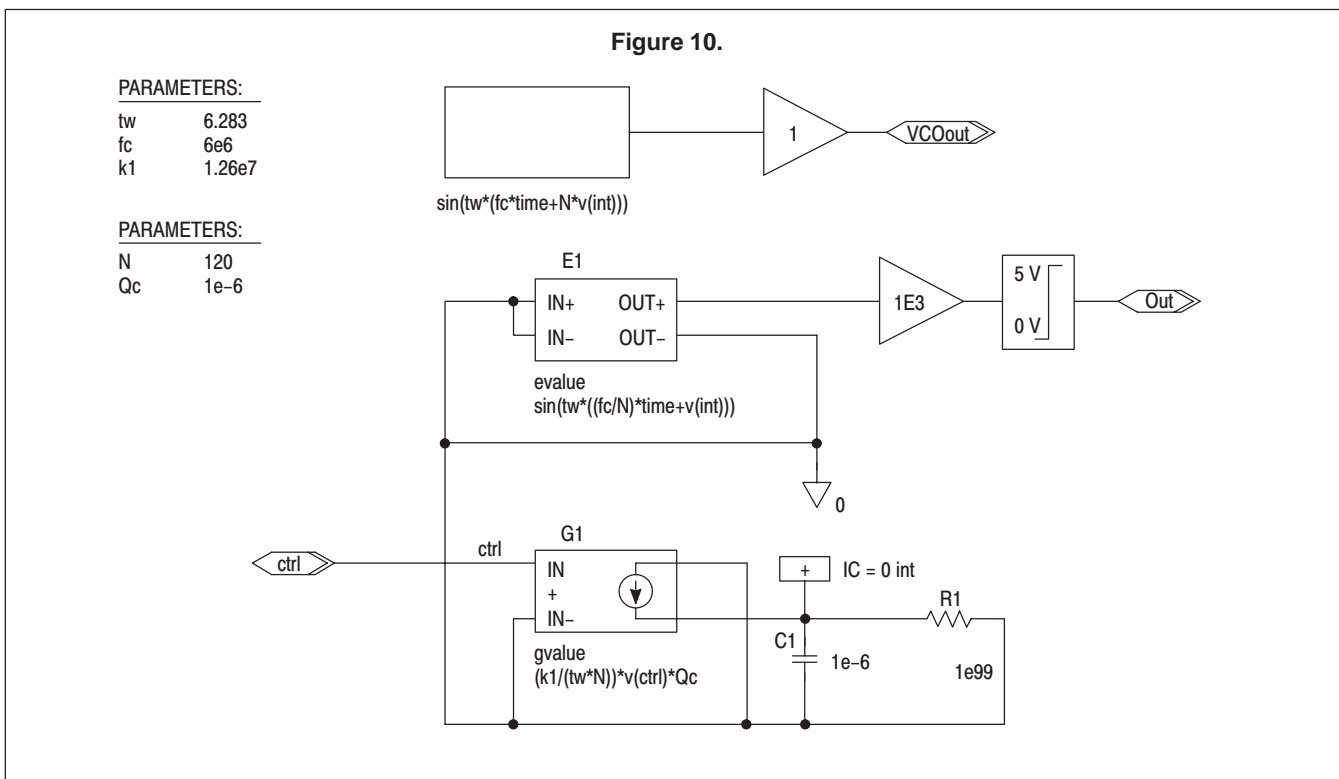 Figure 10.
PARAMETERS:
tw 6.283
fc 6e6
k1 1.26e7
1
VCOout
sin(tw*(fc*time+N*v(int)))
PARAMETERS:
N 120
Qc 1e−6
E1
IN+ OUT+
IN− OUT−
1E3
5 V
0 V
Out
evalue
sin(tw*((fc/N)*time+v(int)))
0
G1
ctrl
ctrl
IN
+
IN−
+
IC = 0 int
R1
C1
1e−6
1e99
gvalue
(k1/(tw*N))*v(ctrl)*Qc